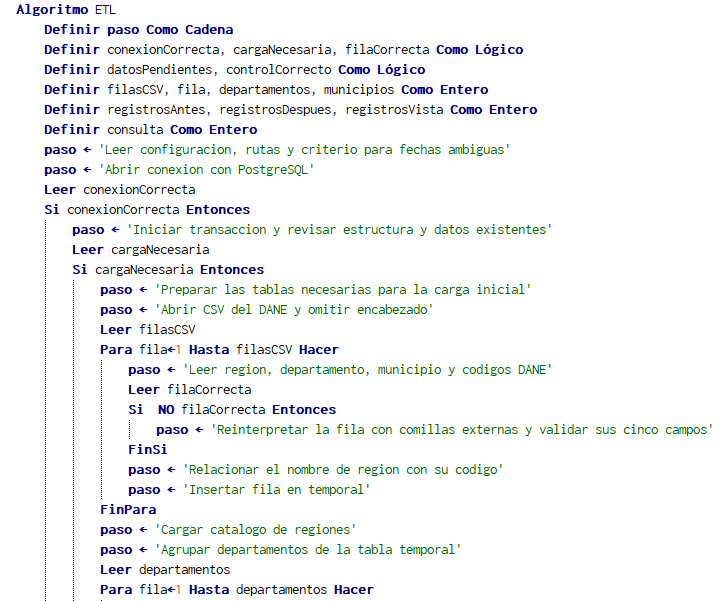 Algoritmo ETL
Definir paso Como Cadena
Definir conexionCorrecta, cargaNecesaria, filaCorrecta Como Lógico
Definir datosPendientes, controlCorrecto Como Lógico
Definir filasCSV, fila, departamentos, municipios Como Entero
Definir registrosAntes, registrosDespues, registrosVista Como Entero
Definir consulta Como Entero
paso ← 'Leer configuracion, rutas y criterio para fechas ambiguas'
paso ← 'Abrir conexion con PostgreSQL'
Leer conexionCorrecta
Si conexionCorrecta Entonces
paso ← 'Iniciar transaccion y revisar estructura y datos existentes'
Leer cargaNecesaria
Si cargaNecesaria Entonces
paso ← 'Preparar las tablas necesarias para la carga inicial'
paso ← 'Abrir CSV del DANE y omitir encabezado'
Leer filasCSV
Para fila←1 Hasta filasCSV Hacer
paso ← 'Leer region, departamento, municipio y codigos DANE'
Leer filaCorrecta
Si NO filaCorrecta Entonces
paso ← 'Reinterpretar la fila con comillas externas y validar sus cinco campos'
FinSi
paso ← 'Relacionar el nombre de region con su codigo'
paso ← 'Insertar fila en temporal'
FinPara
paso ← 'Cargar catalogo de regiones'
paso ← 'Agrupar departamentos de la tabla temporal'
Leer departamentos
Para fila←1 Hasta departamentos Hacer